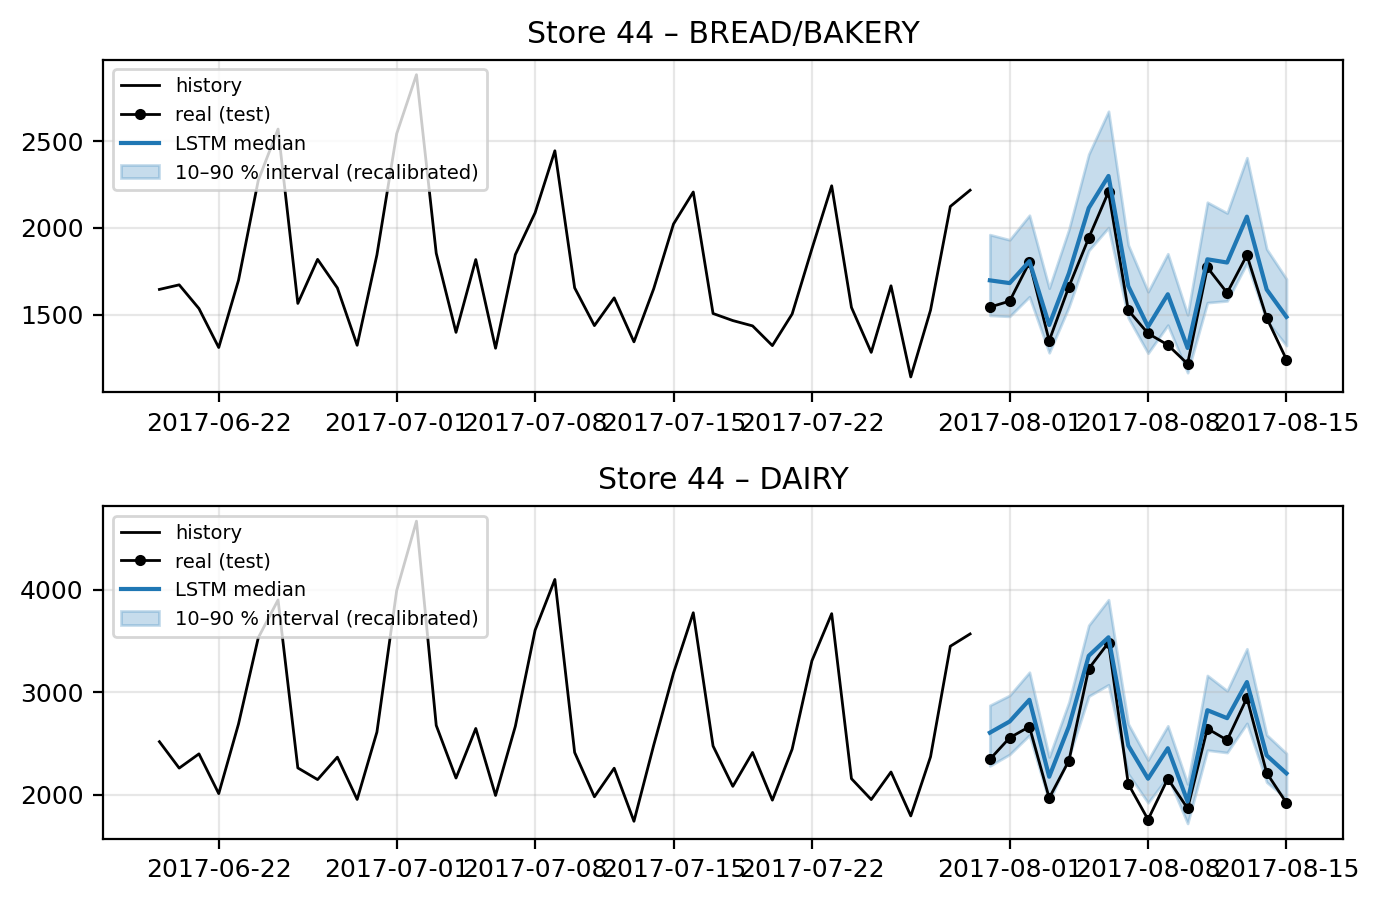 Store 44 – BREAD/BAKERY
history
real (test)
LSTM median
10–90 % interval (recalibrated)
2500
2000
1500
2017-06-22
2017-07-01
2017-07-08
2017-07-15
2017-07-22
2017-08-01
2017-08-08
2017-08-15
Store 44 – DAIRY
history
real (test)
LSTM median
10–90 % interval (recalibrated)
4000
3000
2000
2017-06-22
2017-07-01
2017-07-08
2017-07-15
2017-07-22
2017-08-01
2017-08-08
2017-08-15